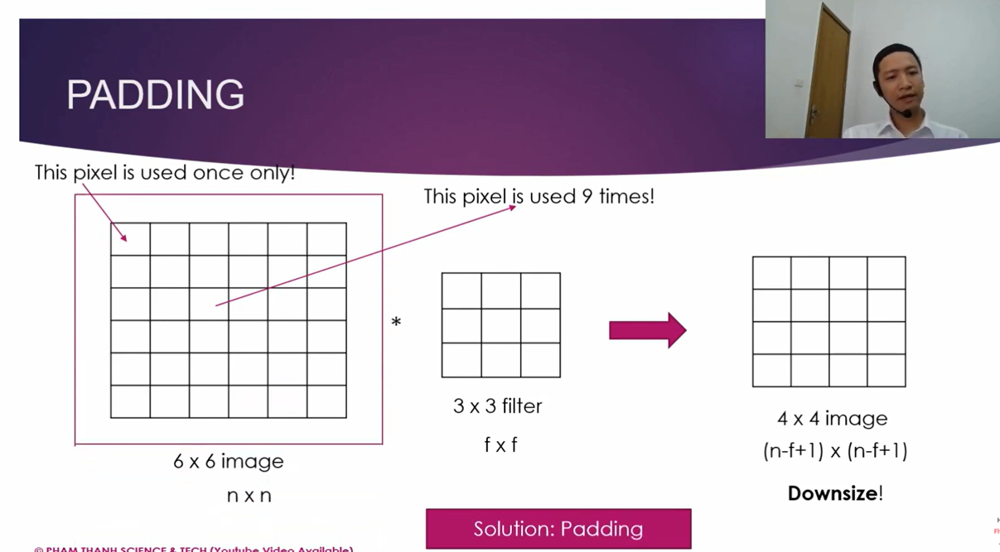 PADDING
This pixel is used once only!
This pixel is used 9 times!
*
3 x 3 filter
f x f
6 x 6 image
n x n
4 x 4 image
(n-f+1) x (n-f+1)
Downsize!
Solution: Padding
© PHAM THANH SCIENCE & TECH (Youtube Video Available)